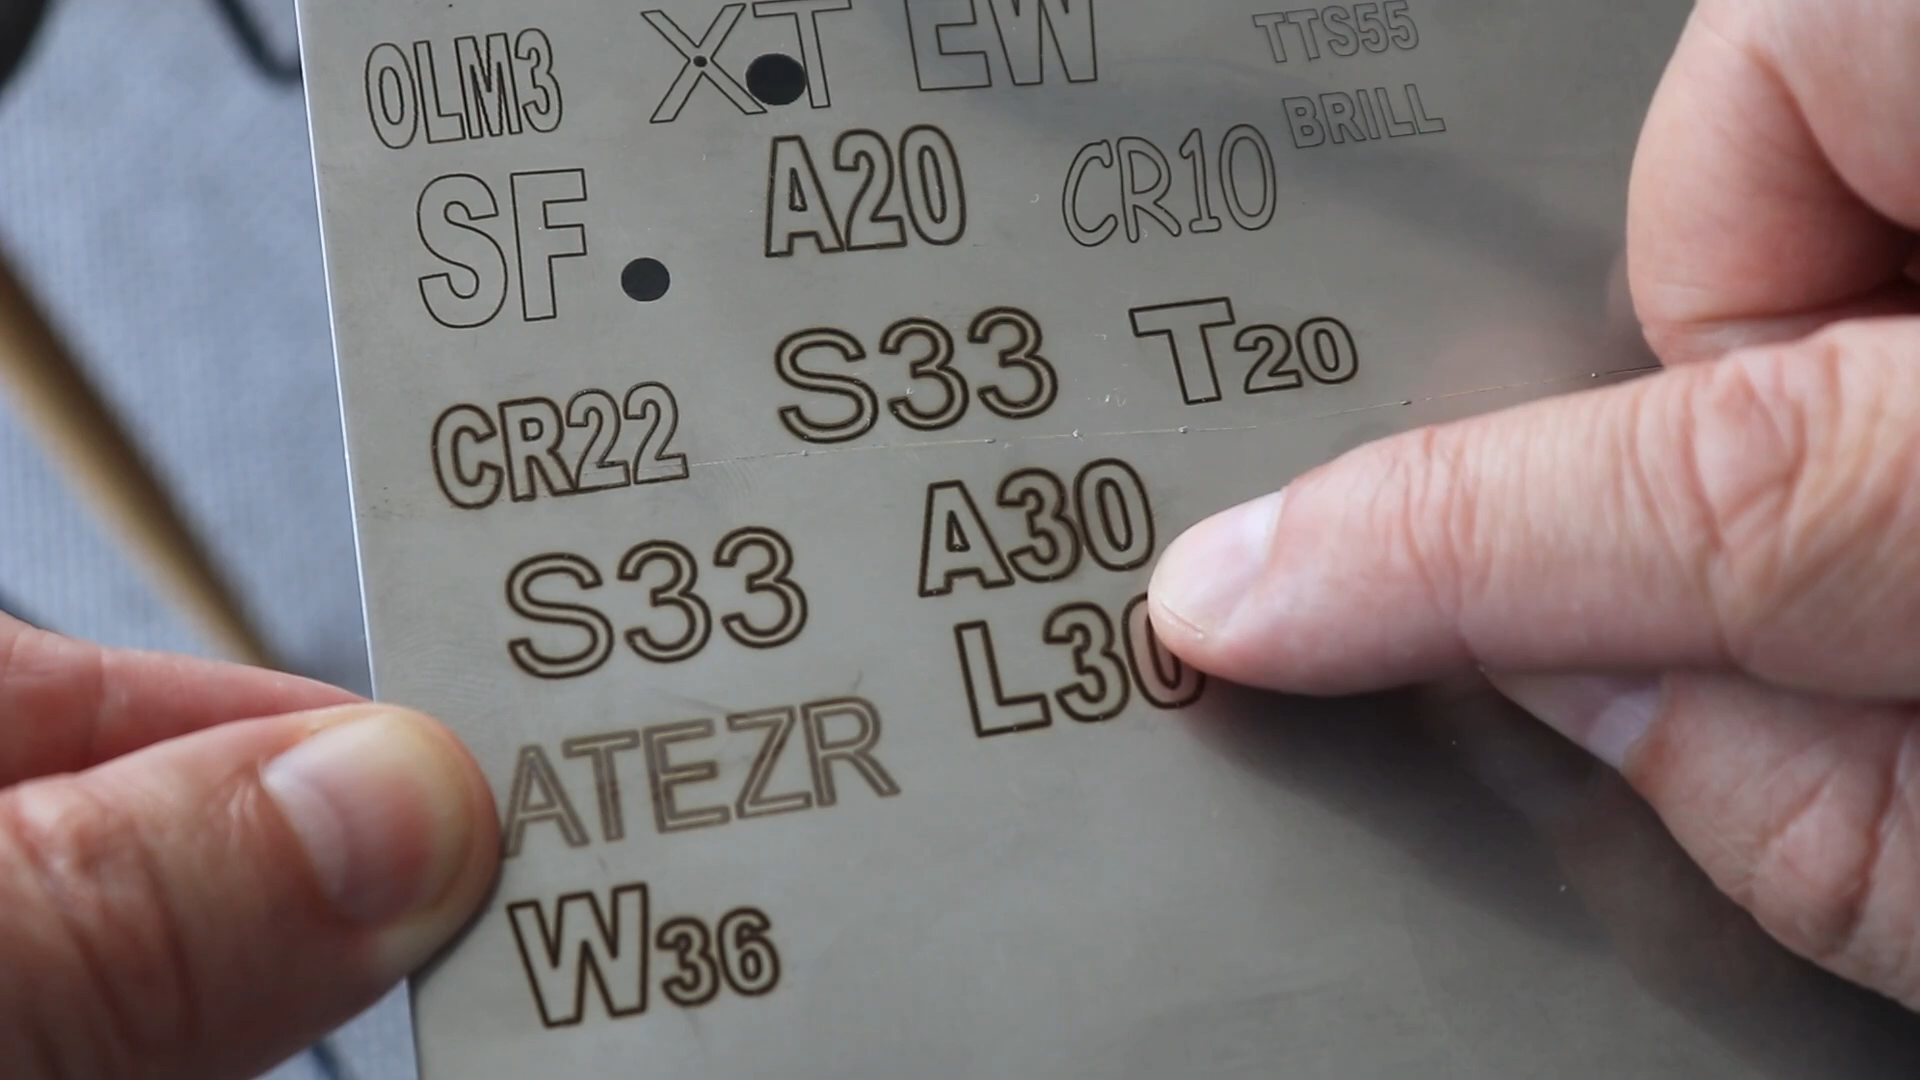 OLM3 XT EW TTS55
BRILL
SF A20 CR10
CR22 S33 T20
S33 A30
L30
ATEZR
W36